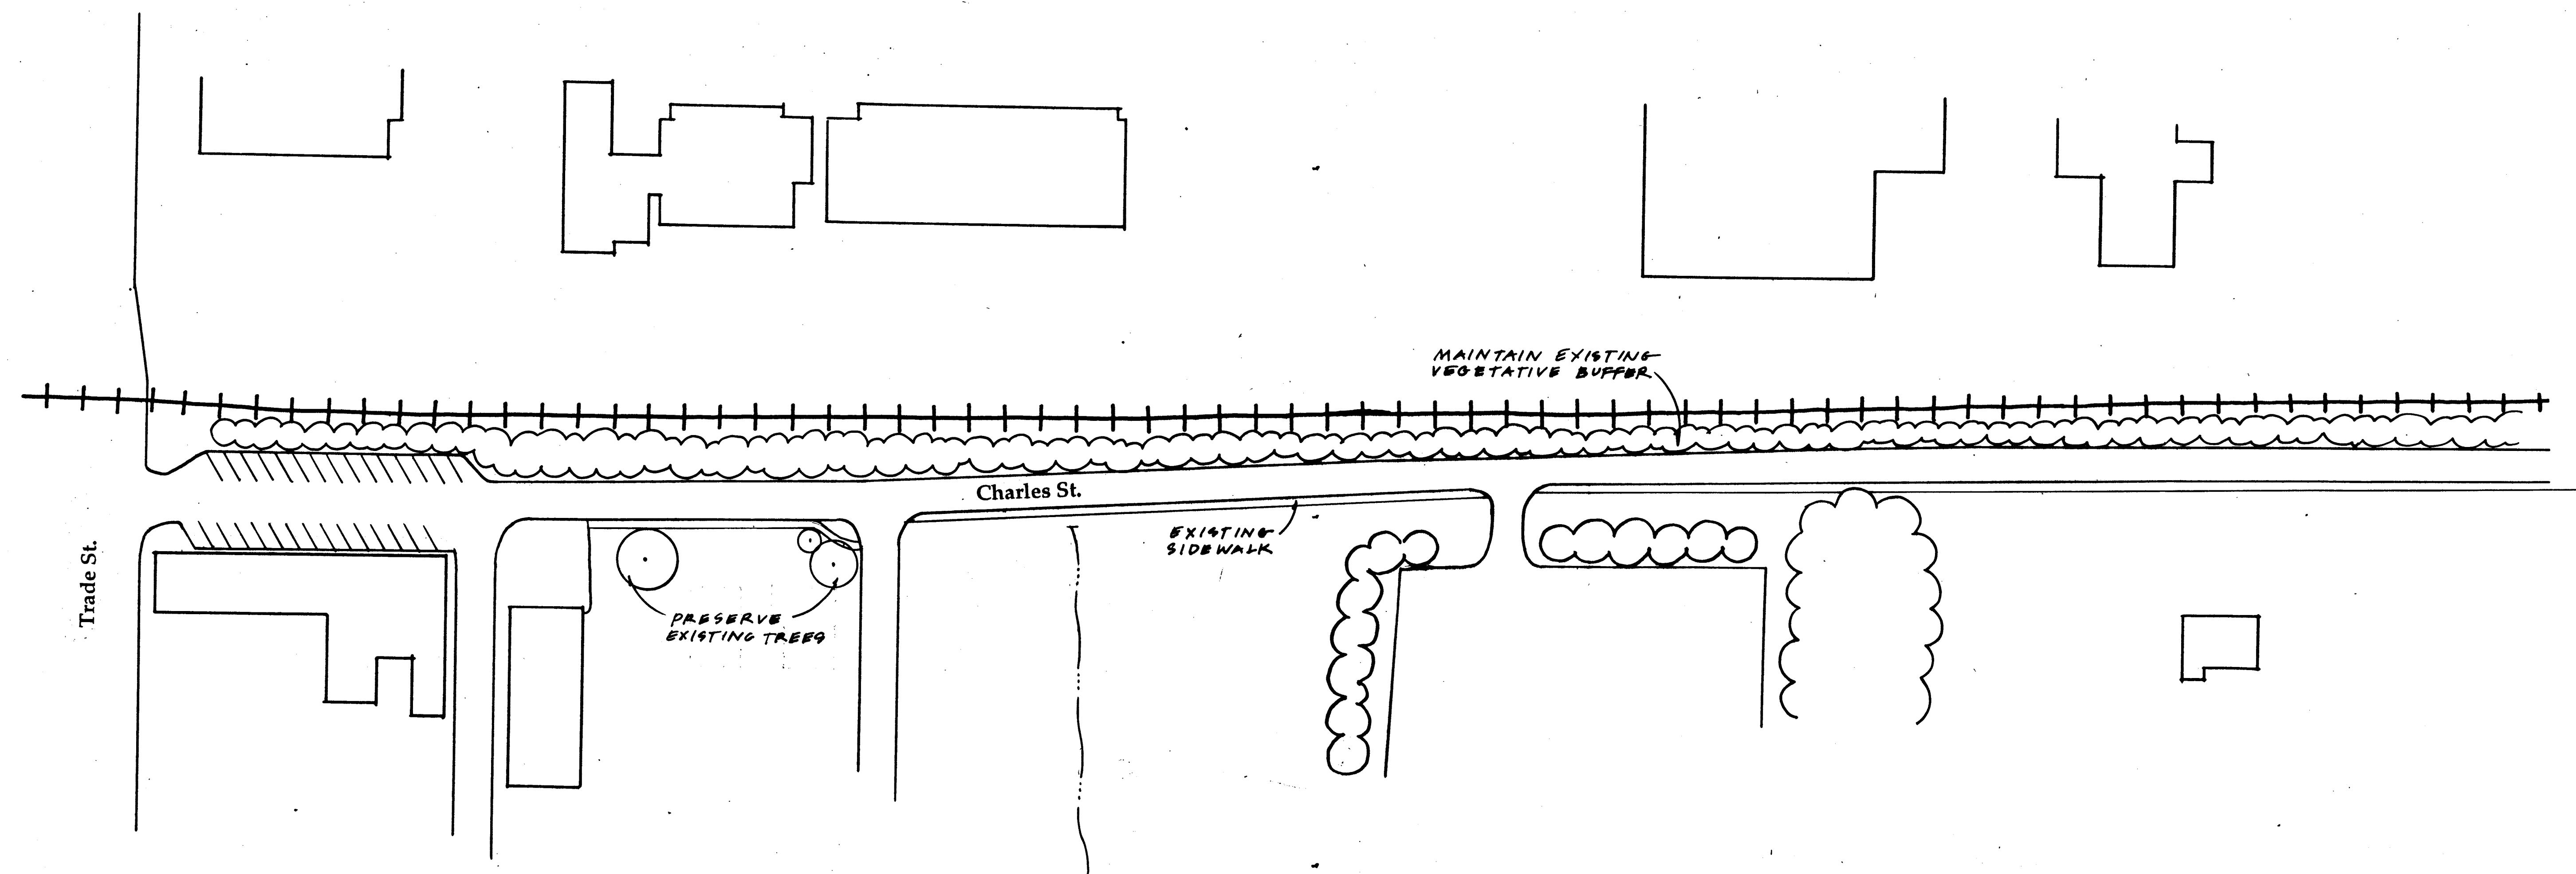 MAINTAIN EXISTING
VEGETATIVE BUFFER
Charles St.
EXISTING
SIDEWALK
Trade St.
PRESERVE
EXISTING TREES